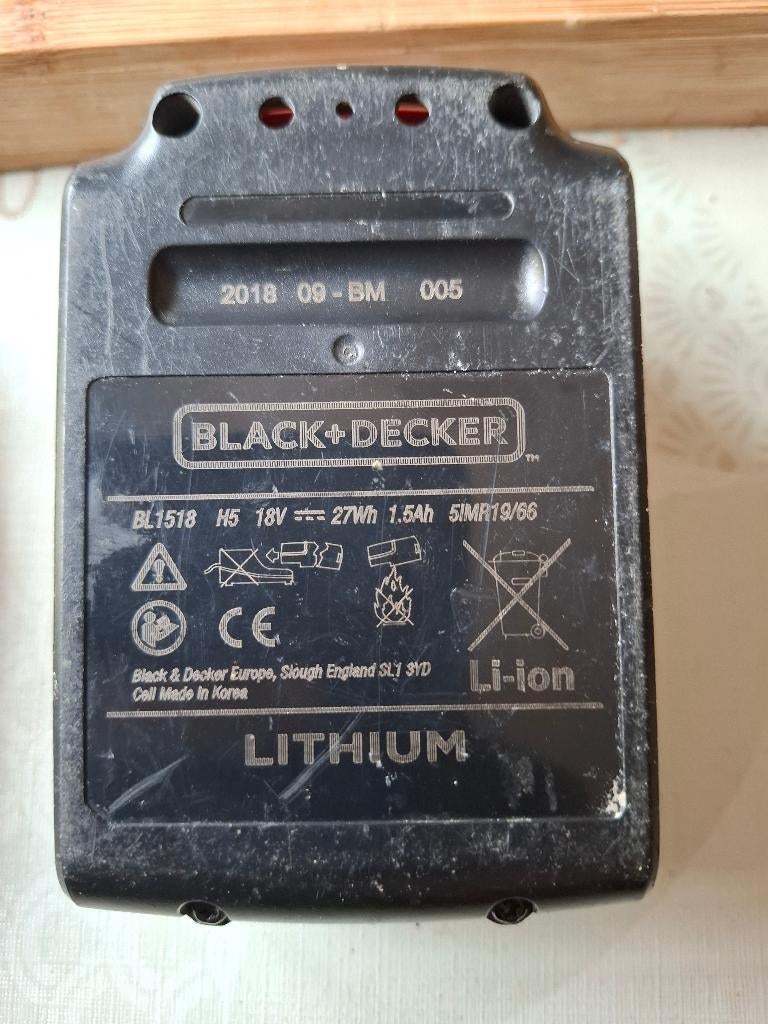 2018 09 - BM 005
BLACK+DECKER™
BL1518 H5 18V 27Wh 1.5Ah 5IMR19/66
CE
Black & Decker Europe, Slough England SL1 3YD
Cell Made in Korea
Li-ion
LITHIUM